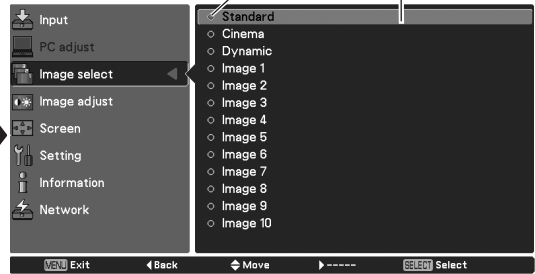 Input
PC adjust
Image select
Image adjust
Screen
Setting
Information
Network
Standard
Cinema
Dynamic
Image 1
Image 2
Image 3
Image 4
Image 5
Image 6
Image 7
Image 8
Image 9
Image 10
MENU Exit ◀Back Move ▶----- SELECT Select